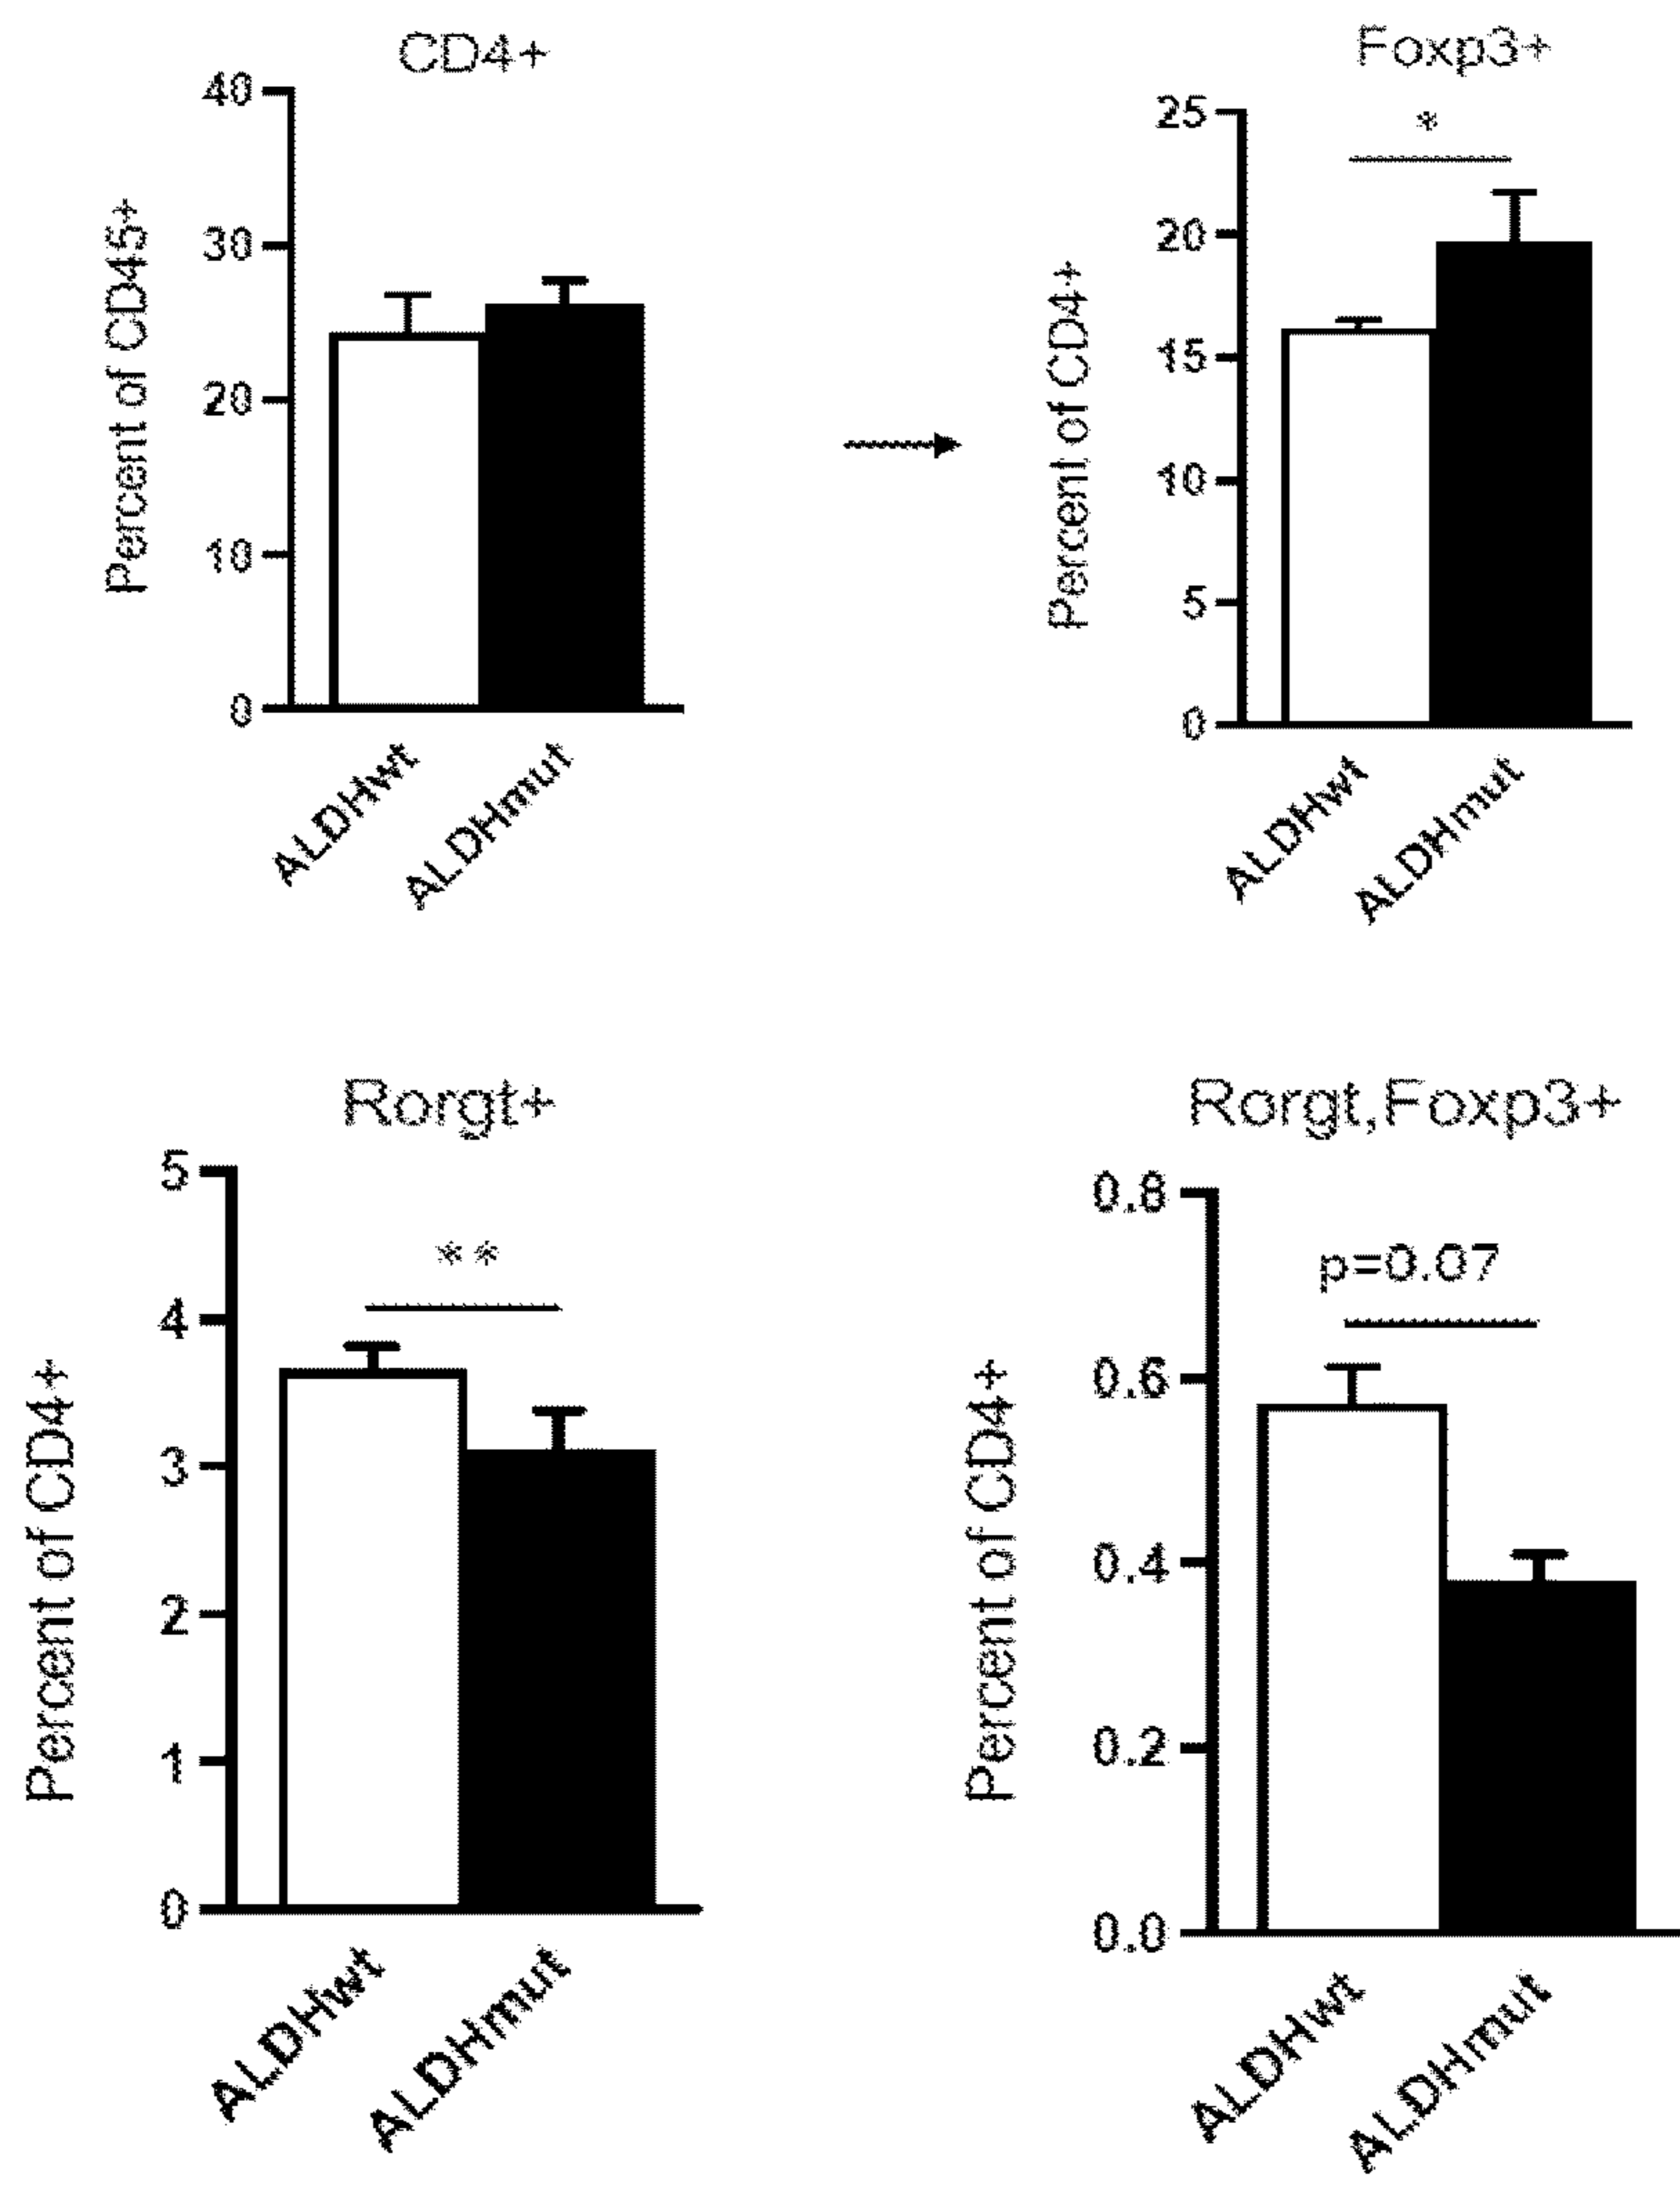 CD4+
Percent of CD45+
40
30
20
10
0
ALDHwt
ALDHmut
Foxp3+
*
Percent of CD4+
25
20
15
10
5
0
ALDHwt
ALDHmut
Rorgt+
**
Percent of CD4+
5
4
3
2
1
0
ALDHwt
ALDHmut
Rorgt,Foxp3+
p=0.07
Percent of CD4+
0.8
0.6
0.4
0.2
0.0
ALDHwt
ALDHmut